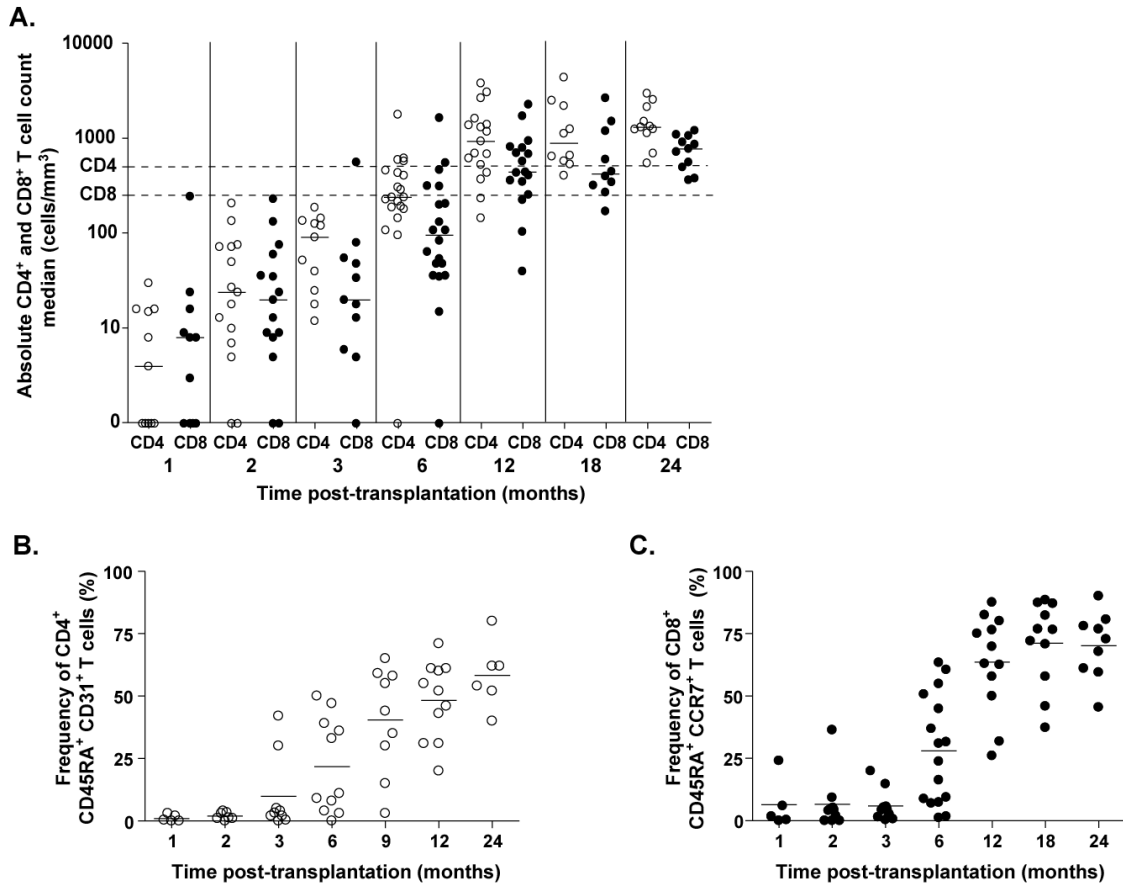 A.
Absolute CD4⁺ and CD8⁺ T cell count
median (cells/mm³)
10000
1000
CD4
CD8
100
10
0
CD4 CD8 CD4 CD8 CD4 CD8 CD4 CD8 CD4 CD8 CD4 CD8 CD4 CD8
1 2 3 6 12 18 24
Time post-transplantation (months)
B.
Frequency of CD4⁺
CD45RA⁺ CD31⁺ T cells (%)
100
75
50
25
0
1 2 3 6 9 12 24
Time post-transplantation (months)
C.
Frequency of CD8⁺
CD45RA⁺ CCR7⁺ T cells (%)
100
75
50
25
0
1 2 3 6 12 18 24
Time post-transplantation (months)